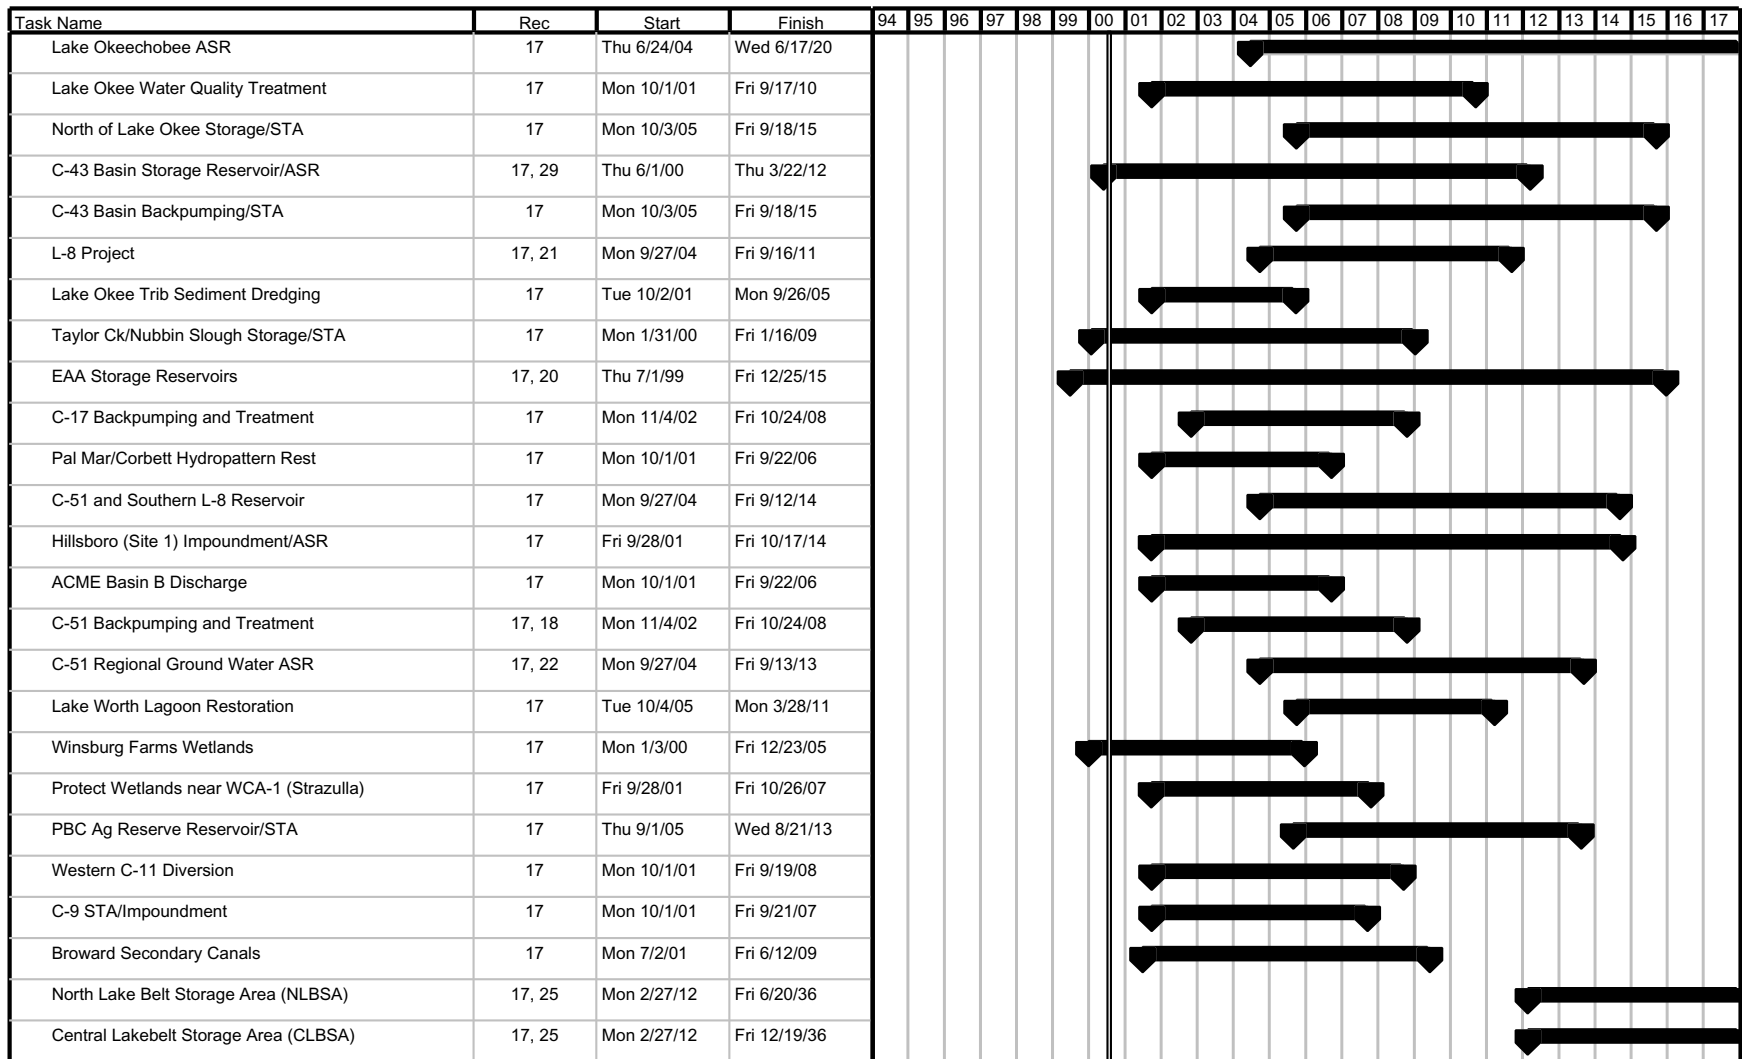 Task Name Rec Start Finish 94 95 96 97 98 99 00 01 02 03 04 05 06 07 08 09 10 11 12 13 14 15 16 17
Lake Okeechobee ASR 17 Thu 6/24/04 Wed 6/17/20
Lake Okee Water Quality Treatment 17 Mon 10/1/01 Fri 9/17/10
North of Lake Okee Storage/STA 17 Mon 10/3/05 Fri 9/18/15
C-43 Basin Storage Reservoir/ASR 17, 29 Thu 6/1/00 Thu 3/22/12
C-43 Basin Backpumping/STA 17 Mon 10/3/05 Fri 9/18/15
L-8 Project 17, 21 Mon 9/27/04 Fri 9/16/11
Lake Okee Trib Sediment Dredging 17 Tue 10/2/01 Mon 9/26/05
Taylor Ck/Nubbin Slough Storage/STA 17 Mon 1/31/00 Fri 1/16/09
EAA Storage Reservoirs 17, 20 Thu 7/1/99 Fri 12/25/15
C-17 Backpumping and Treatment 17 Mon 11/4/02 Fri 10/24/08
Pal Mar/Corbett Hydropattern Rest 17 Mon 10/1/01 Fri 9/22/06
C-51 and Southern L-8 Reservoir 17 Mon 9/27/04 Fri 9/12/14
Hillsboro (Site 1) Impoundment/ASR 17 Fri 9/28/01 Fri 10/17/14
ACME Basin B Discharge 17 Mon 10/1/01 Fri 9/22/06
C-51 Backpumping and Treatment 17, 18 Mon 11/4/02 Fri 10/24/08
C-51 Regional Ground Water ASR 17, 22 Mon 9/27/04 Fri 9/13/13
Lake Worth Lagoon Restoration 17 Tue 10/4/05 Mon 3/28/11
Winsburg Farms Wetlands 17 Mon 1/3/00 Fri 12/23/05
Protect Wetlands near WCA-1 (Strazulla) 17 Fri 9/28/01 Fri 10/26/07
PBC Ag Reserve Reservoir/STA 17 Thu 9/1/05 Wed 8/21/13
Western C-11 Diversion 17 Mon 10/1/01 Fri 9/19/08
C-9 STA/Impoundment 17 Mon 10/1/01 Fri 9/21/07
Broward Secondary Canals 17 Mon 7/2/01 Fri 6/12/09
North Lake Belt Storage Area (NLBSA) 17, 25 Mon 2/27/12 Fri 6/20/36
Central Lakebelt Storage Area (CLBSA) 17, 25 Mon 2/27/12 Fri 12/19/36